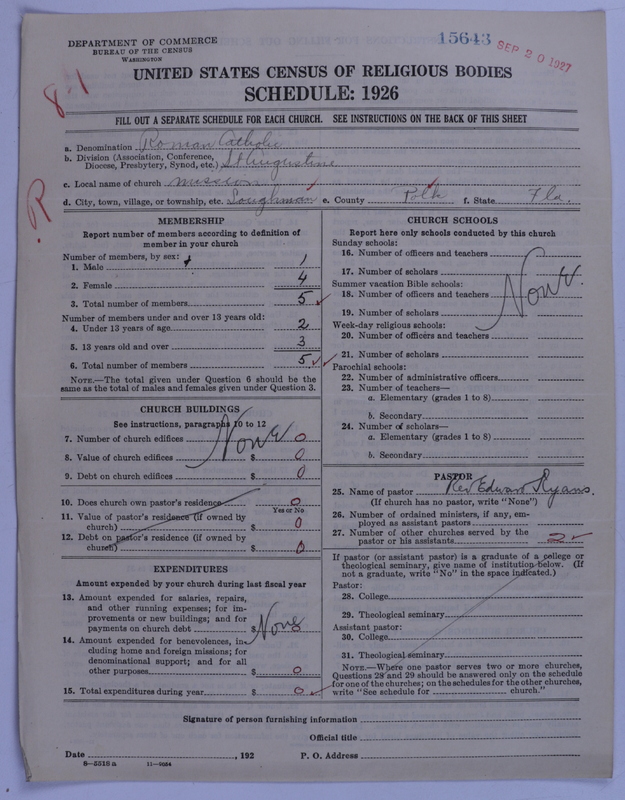 DEPARTMENT OF COMMERCE
BUREAU OF THE CENSUS
WASHINGTON
15643
SEP 20 1927
8-1
R
UNITED STATES CENSUS OF RELIGIOUS BODIES
SCHEDULE: 1926
FILL OUT A SEPARATE SCHEDULE FOR EACH CHURCH. SEE INSTRUCTIONS ON THE BACK OF THIS SHEET
a. Denomination Roman Catholic
b. Division (Association, Conference,
Diocese, Presbytery, Synod, etc.) St Augustine
c. Local name of church mission
d. City, town, village, or township, etc. Loughman e. County Polk f. State Fla.
MEMBERSHIP
Report number of members according to definition of
member in your church
Number of members, by sex:
1. Male 1
2. Female 4
3. Total number of members 5
Number of members under and over 13 years old:
4. Under 13 years of age 2
5. 13 years old and over 3
6. Total number of members 5
NOTE.—The total given under Question 6 should be the
same as the total of males and females given under Question 3.
CHURCH BUILDINGS
See instructions, paragraphs 10 to 12
None
7. Number of church edifices 0
8. Value of church edifices $ 0
9. Debt on church edifices $ 0
10. Does church own pastor's residence 0
Yes or No
11. Value of pastor's residence (if owned by
church) $ 0
12. Debt on pastor's residence (if owned by
church) $ 0
EXPENDITURES
Amount expended by your church during last fiscal year
13. Amount expended for salaries, repairs,
and other running expenses; for im-
provements or new buildings; and for
payments on church debt $ 0
None
14. Amount expended for benevolences, in-
cluding home and foreign missions; for
denominational support; and for all
other purposes $ 0
15. Total expenditures during year $ 0
CHURCH SCHOOLS
Report here only schools conducted by this church
Sunday schools:
16. Number of officers and teachers
17. Number of scholars
None
Summer vacation Bible schools:
18. Number of officers and teachers
19. Number of scholars
Week-day religious schools:
20. Number of officers and teachers
21. Number of scholars
Parochial schools:
22. Number of administrative officers
23. Number of teachers—
a. Elementary (grades 1 to 8)
b. Secondary
24. Number of scholars—
a. Elementary (grades 1 to 8)
b. Secondary
PASTOR
25. Name of pastor Rev Edward Ryans.
(If church has no pastor, write "None")
26. Number of ordained ministers, if any, em-
ployed as assistant pastors
27. Number of other churches served by the
pastor or his assistants 2
If pastor (or assistant pastor) is a graduate of a college or
theological seminary, give name of institution below. (If
not a graduate, write "No" in the space indicated.)
Pastor:
28. College
29. Theological seminary
Assistant pastor:
30. College
31. Theological seminary
NOTE.—Where one pastor serves two or more churches,
Questions 28 and 29 should be answered only on the schedule
for one of the churches; on the schedules for the other churches,
write "See schedule for church."
Signature of person furnishing information
Official title
Date , 192 P. O. Address
8-5518 a 11-9064